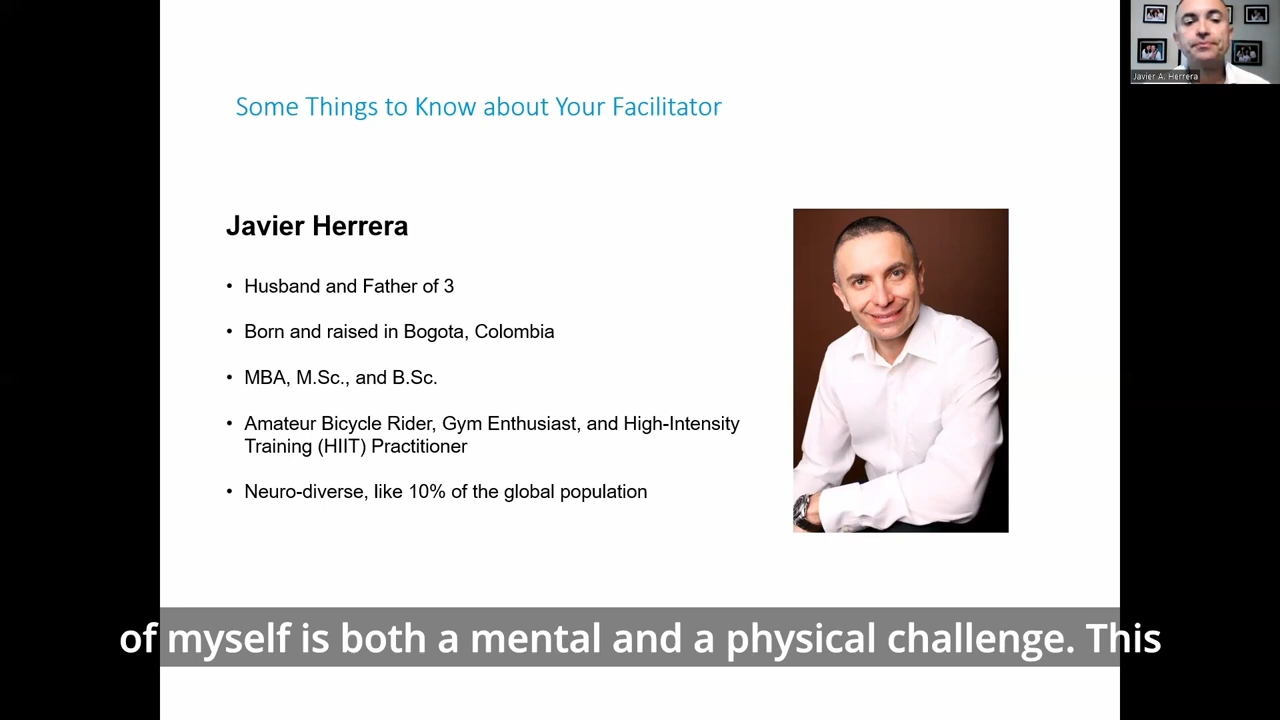 Javier A. Herrera
Some Things to Know about Your Facilitator
Javier Herrera
• Husband and Father of 3
• Born and raised in Bogota, Colombia
• MBA, M.Sc., and B.Sc.
• Amateur Bicycle Rider, Gym Enthusiast, and High-Intensity
Training (HIIT) Practitioner
• Neuro-diverse, like 10% of the global population
of myself is both a mental and a physical challenge. This